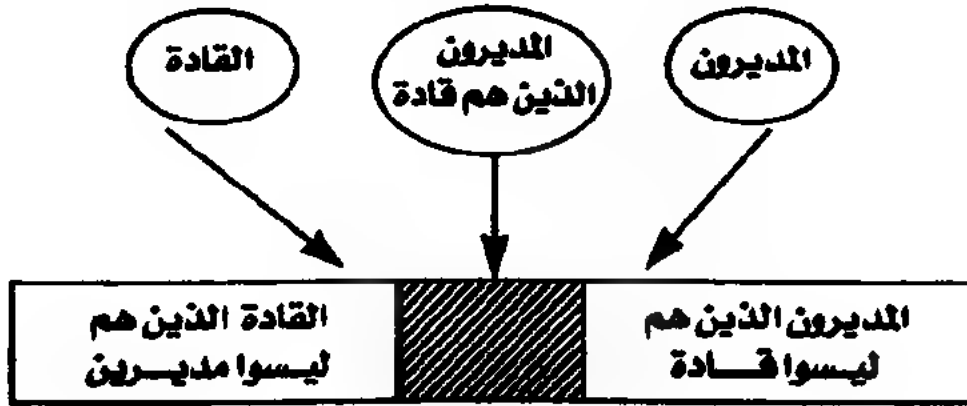 المديرون
المديرون
الذين هم قادة
القادة
المديرون الذين هم
ليسوا قادة
القادة الذين هم
ليسوا مديرين